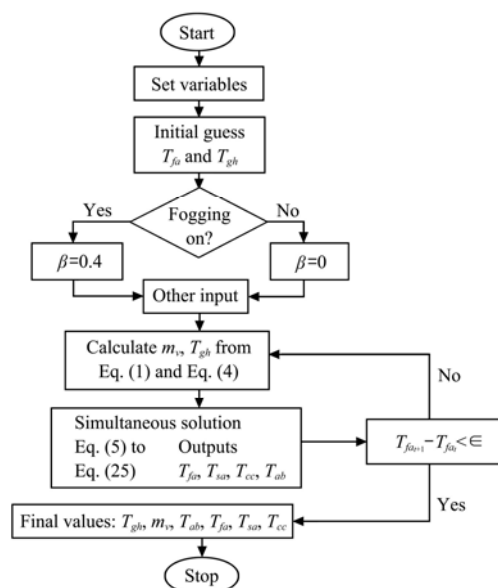 Start
Set variables
Initial guess
T_fa and T_gh
Fogging
on?
Yes
No
β=0.4
β=0
Other input
Calculate m_v, T_gh from
Eq. (1) and Eq. (4)
No
Simultaneous solution
Eq. (5) to Outputs
Eq. (25) T_fa, T_sa, T_cc, T_ab
T_fa_{t+1}−T_fa_t<∈
Yes
Final values: T_gh, m_v, T_ab, T_fa, T_sa, T_cc
Stop